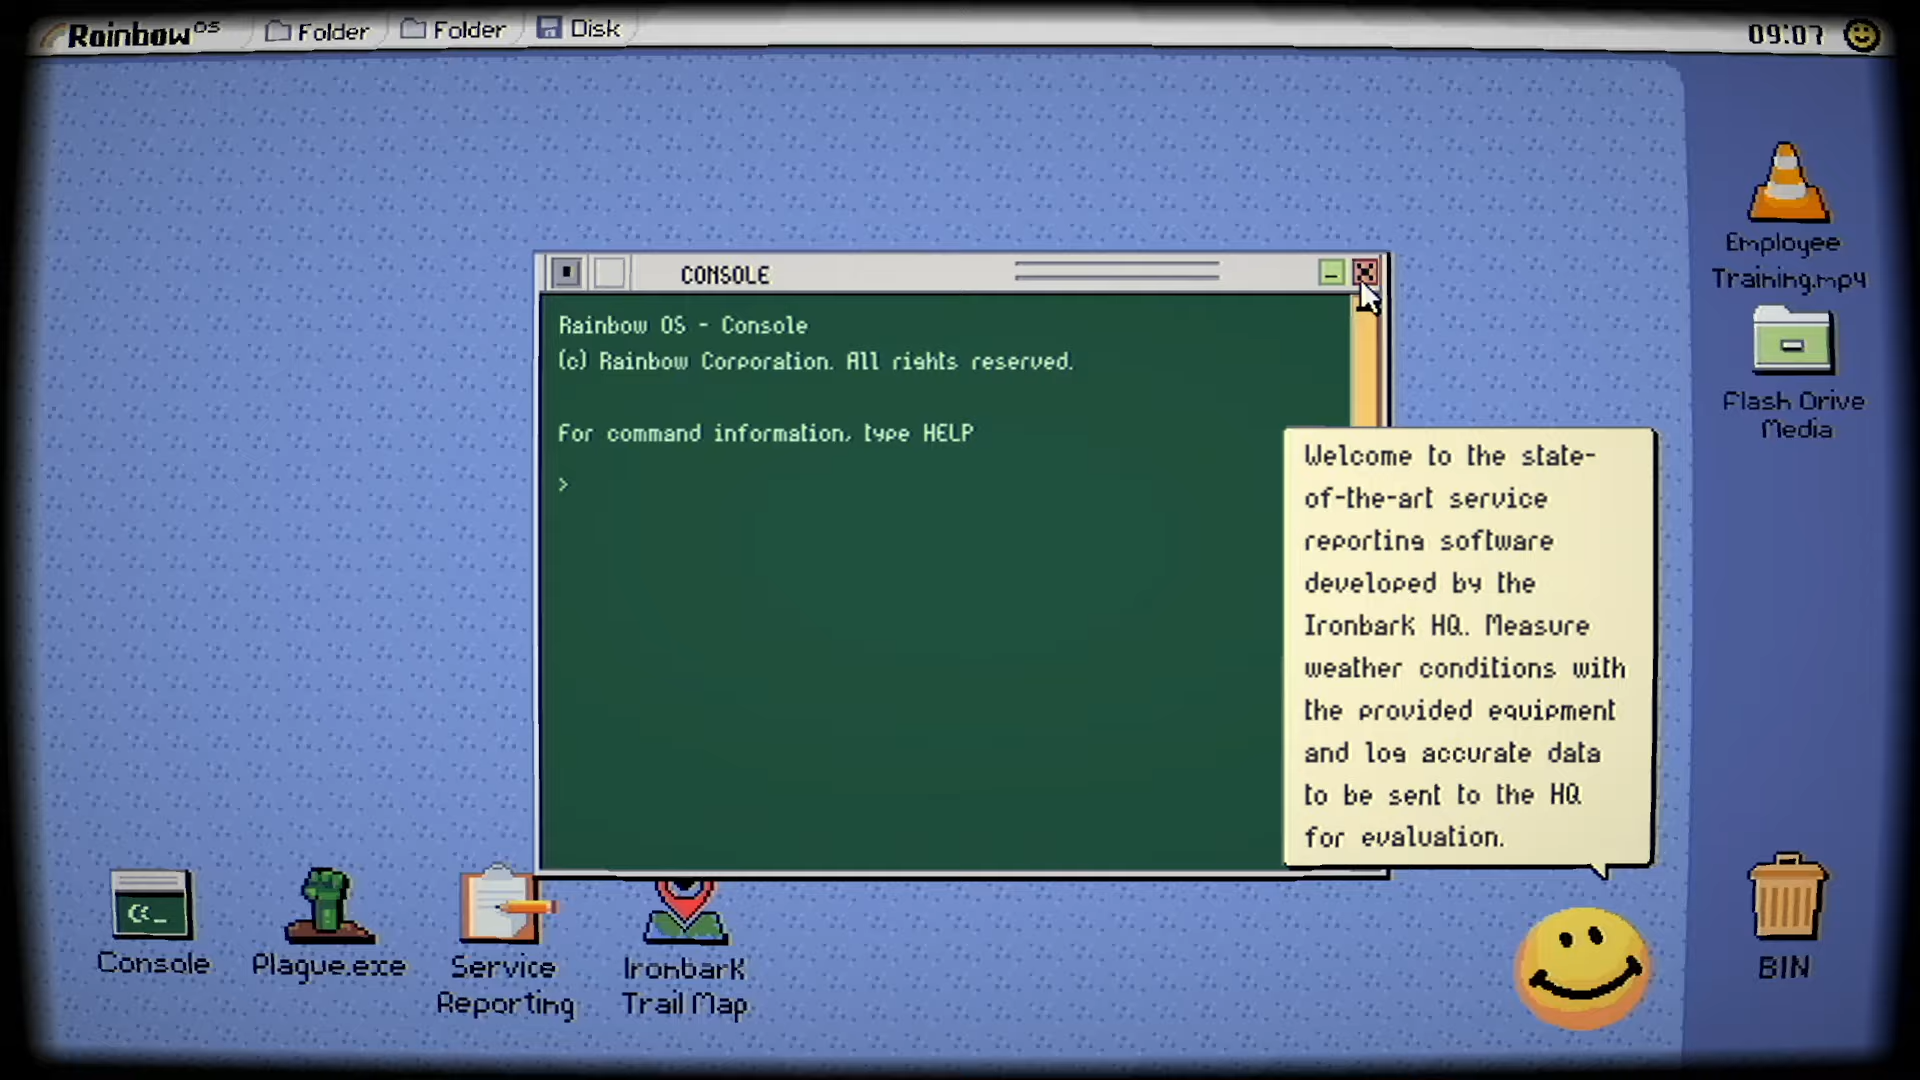 Rainbow OS
Folder
Folder
Disk
09:07
Employee
Training.mp4
Flash Drive
Media
CONSOLE
Rainbow OS - Console
(c) Rainbow Corporation. All rights reserved.
For command information, type HELP
>
Welcome to the state-
of-the-art service
reporting software
developed by the
Ironbark HQ. Measure
weather conditions with
the provided equipment
and log accurate data
to be sent to the HQ
for evaluation.
Console
Plague.exe
Service
Reporting
Ironbark
Trail Map
BIN